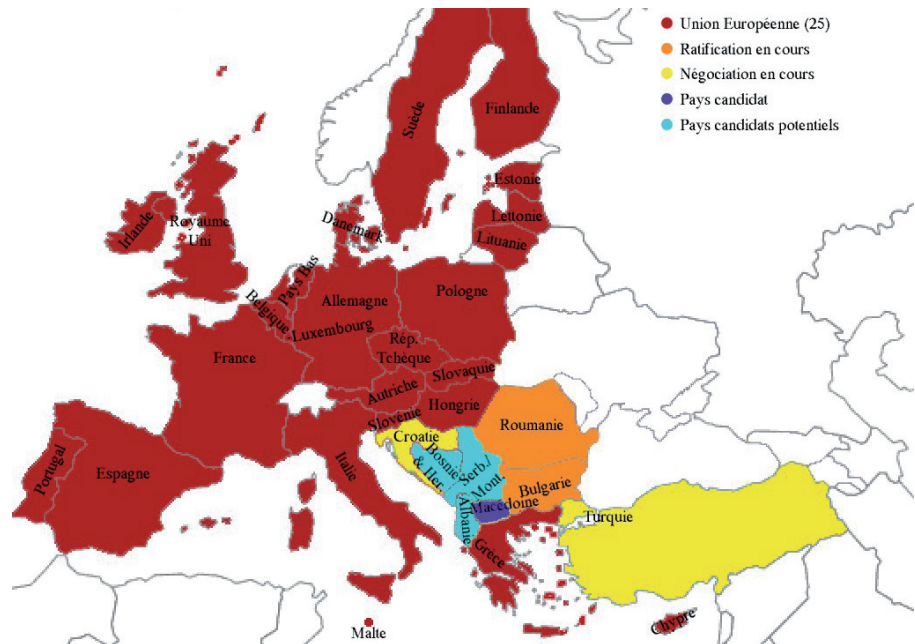 Union Européenne (25)
Ratification en cours
Négociation en cours
Pays candidat
Pays candidats potentiels
Suède
Finlande
Estonie
Lettonie
Lituanie
Danemark
Irlande
Royaume
Uni
Pays Bas
Belgique
Luxembourg
Allemagne
Pologne
Rép.
Tchèque
Slovaquie
France
Autriche
Hongrie
Slovénie
Croatie
Roumanie
Bosnie
& Her.
Serb./
Mont.
Bulgarie
Macédoine
Albanie
Italie
Portugal
Espagne
Turquie
Grèce
Chypre
Malte